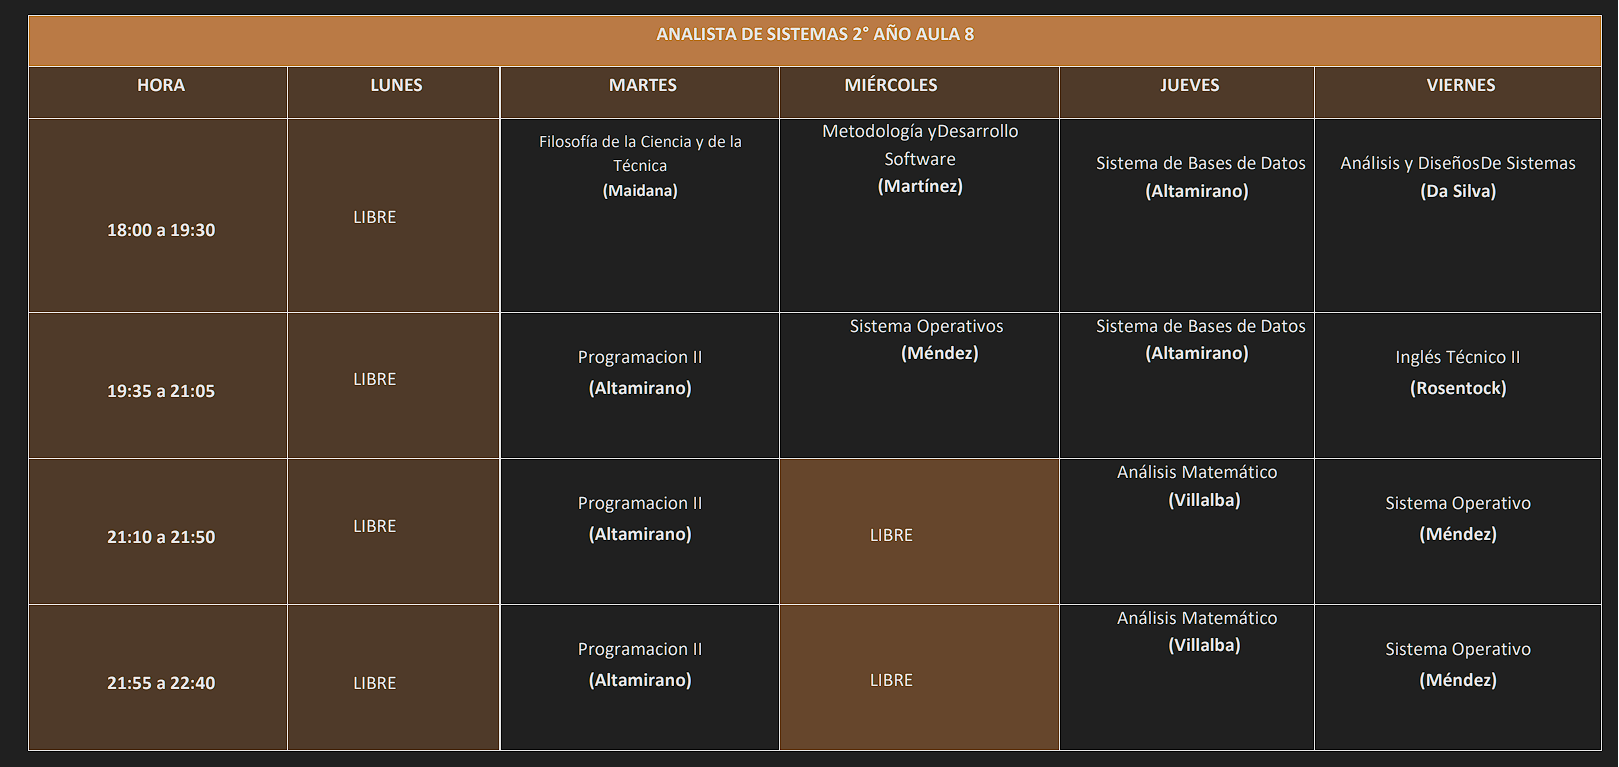 ANALISTA DE SISTEMAS 2° AÑO AULA 8
HORA LUNES MARTES MIÉRCOLES JUEVES VIERNES
18:00 a 19:30
LIBRE
Filosofía de la Ciencia y de la
Técnica
(Maidana)
Metodología yDesarrollo
Software
(Martínez)
Sistema de Bases de Datos
(Altamirano)
Análisis y DiseñosDe Sistemas
(Da Silva)
19:35 a 21:05
LIBRE
Programacion II
(Altamirano)
Sistema Operativos
(Méndez)
Sistema de Bases de Datos
(Altamirano)
Inglés Técnico II
(Rosentock)
21:10 a 21:50
LIBRE
Programacion II
(Altamirano)
LIBRE
Análisis Matemático
(Villalba)
Sistema Operativo
(Méndez)
21:55 a 22:40
LIBRE
Programacion II
(Altamirano)
LIBRE
Análisis Matemático
(Villalba)
Sistema Operativo
(Méndez)